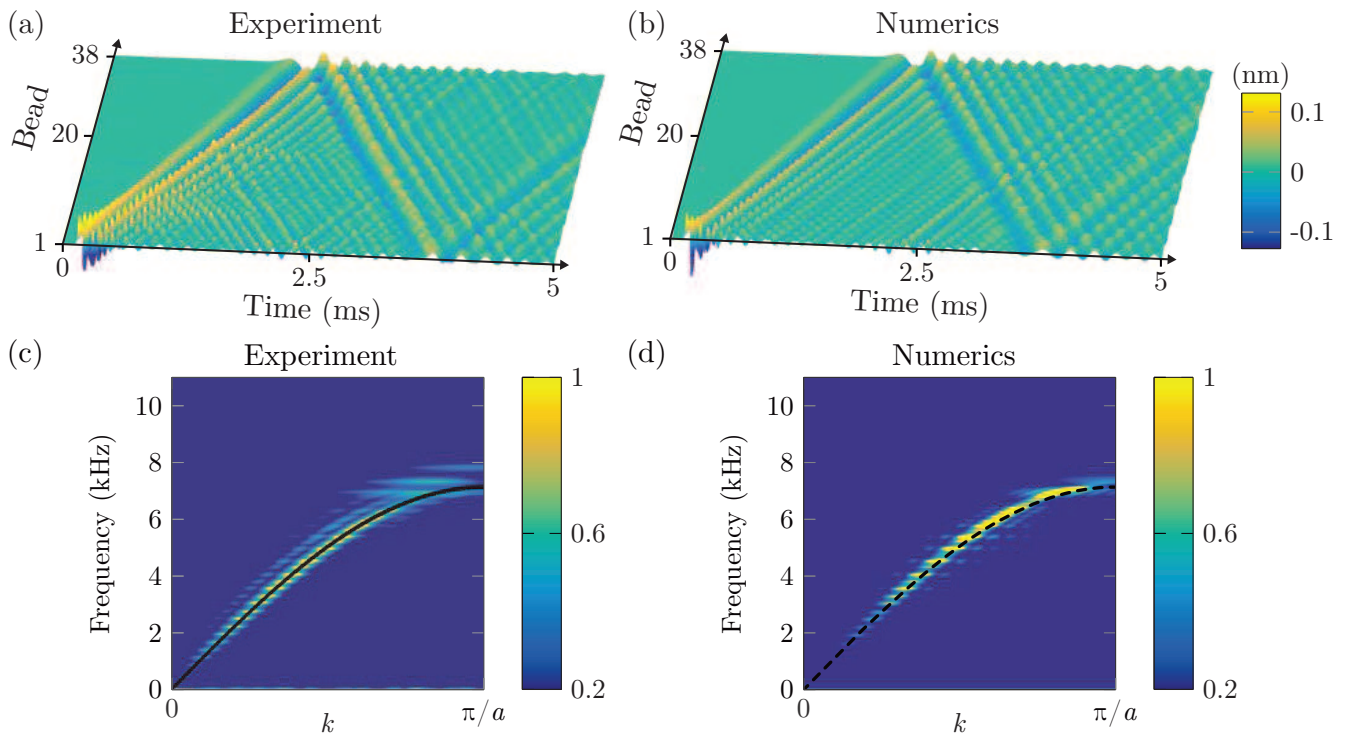 (a) Experiment
38
20
1
Bead
0
2.5
5
Time (ms)
(b) Numerics
38
20
1
Bead
0
2.5
5
Time (ms)
(nm)
0.1
0
-0.1
(c) Experiment
10
8
6
4
2
0
Frequency (kHz)
0
k
π/a
1
0.6
0.2
(d) Numerics
10
8
6
4
2
0
Frequency (kHz)
0
k
π/a
1
0.6
0.2